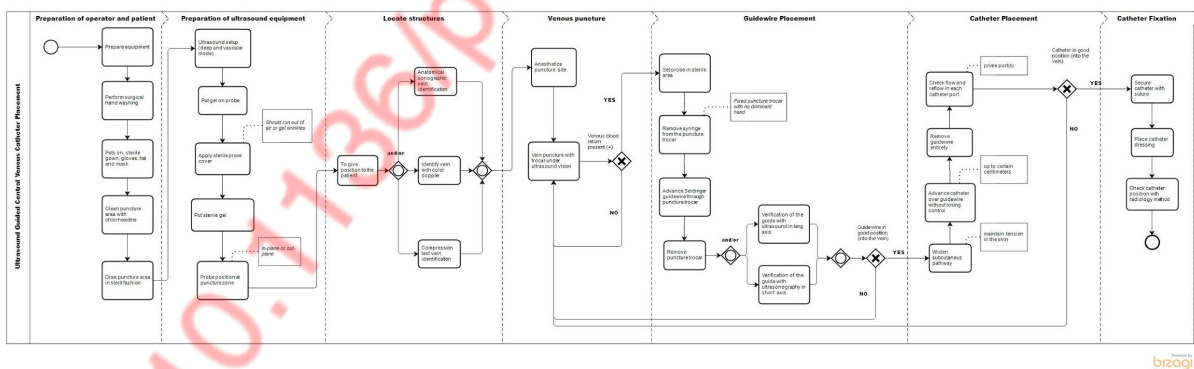 Ultrasound Guided Central Venous Catheter Placement
Preparation of operator and patient
Prepare equipment
Perform surgical
hand washing
Puts on, sterile
gown, gloves, hat
and mask
Clean puncture
area with
chlorhexidine
Drae puncture area
in steril fashion
Preparation of ultrasound equipment
Ultrasound setup
(deep and vascular
mode)
Put gel on probe
Should run out of
air or gel wrinkles
Apply sterile prove
cover
Put sterile gel
In-plane or out-
plane
Probe position at
puncture zone
Locate structures
To give
position to the
patient
and/or
Anatomical
sonographic
vein
identification
Identify vein
with color
doppler
Compression
test vein
identification
Venous puncture
Anesthetize
puncture site
Vein puncture with
trocar under
ultrasound vision
Venous blood
return
present (+)
YES
NO
Guidewire Placement
Set probe in sterile
area
Fixed puncture trocar
with no dominant
hand
Remove syringe
from the puncture
trocar
Advance Seldinger
guidewire through
puncture trocar
Remove
puncture trocar
and/or
Verification of the
guide with
ultrasound in long
axis
Verification of the
guide with
ultrasonography in
short axis
Guidewire in
good position
(into the vein)
YES
NO
Catheter Placement
prime port(s)
Check flow and
reflow in each
catheter port
Remove
guidewire
entirely
up to certain
centimeters
Advance catheter
over guidewire
without losing
control
maintain tension
in the skin
Widen
subcutaneous
pathway
Catheter in good
position (into the
vein)
YES
NO
Catheter Fixation
Secure
catheter with
suture
Place catheter
dressing
Check catheter
position with
radiology method
10.1136/p
Powered by
bizagi